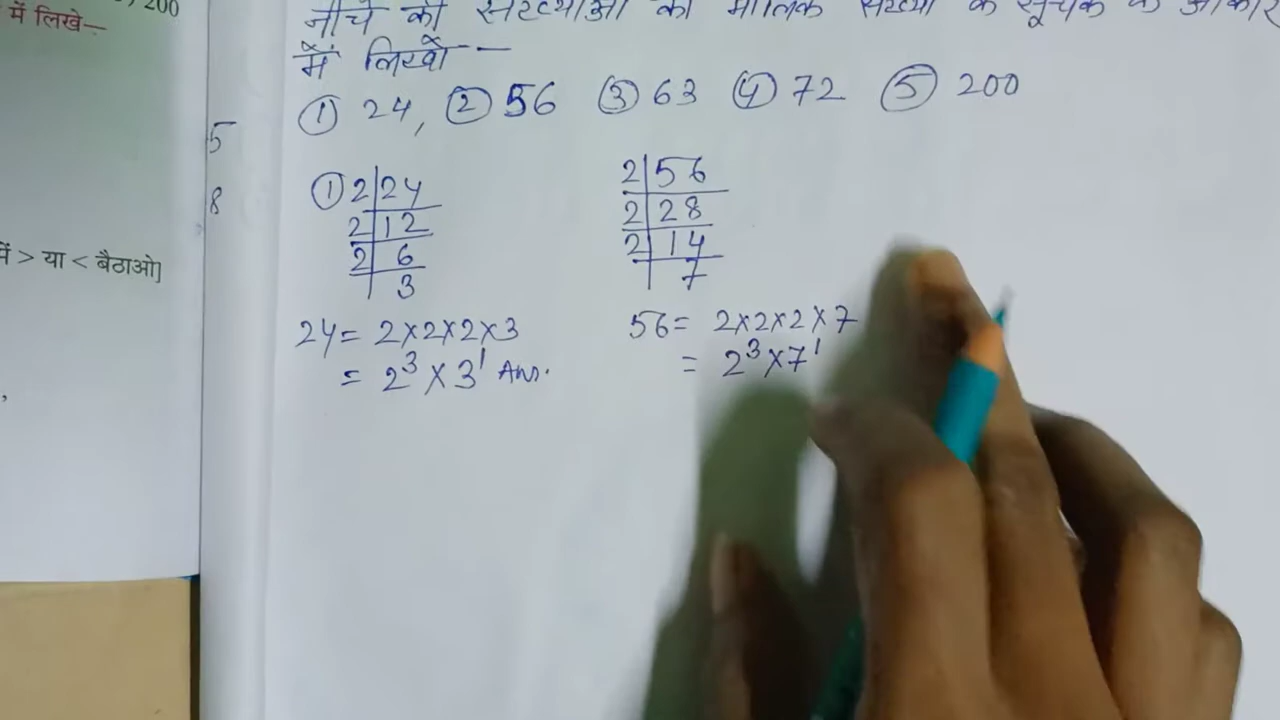 200
में लिखे—
5
8
में > या < बैठाओ]
नीचे की संख्याओं को मौलिक संख्या के सूचक के आकार
में लिखो —
① 24, ② 56 ③ 63 ④ 72 ⑤ 200
① 2|24
2|12
2|6
3
24 = 2×2×2×3
= 2³ × 3¹ Ans.
2|56
2|28
2|14
7
56 = 2×2×2×7
= 2³ × 7¹